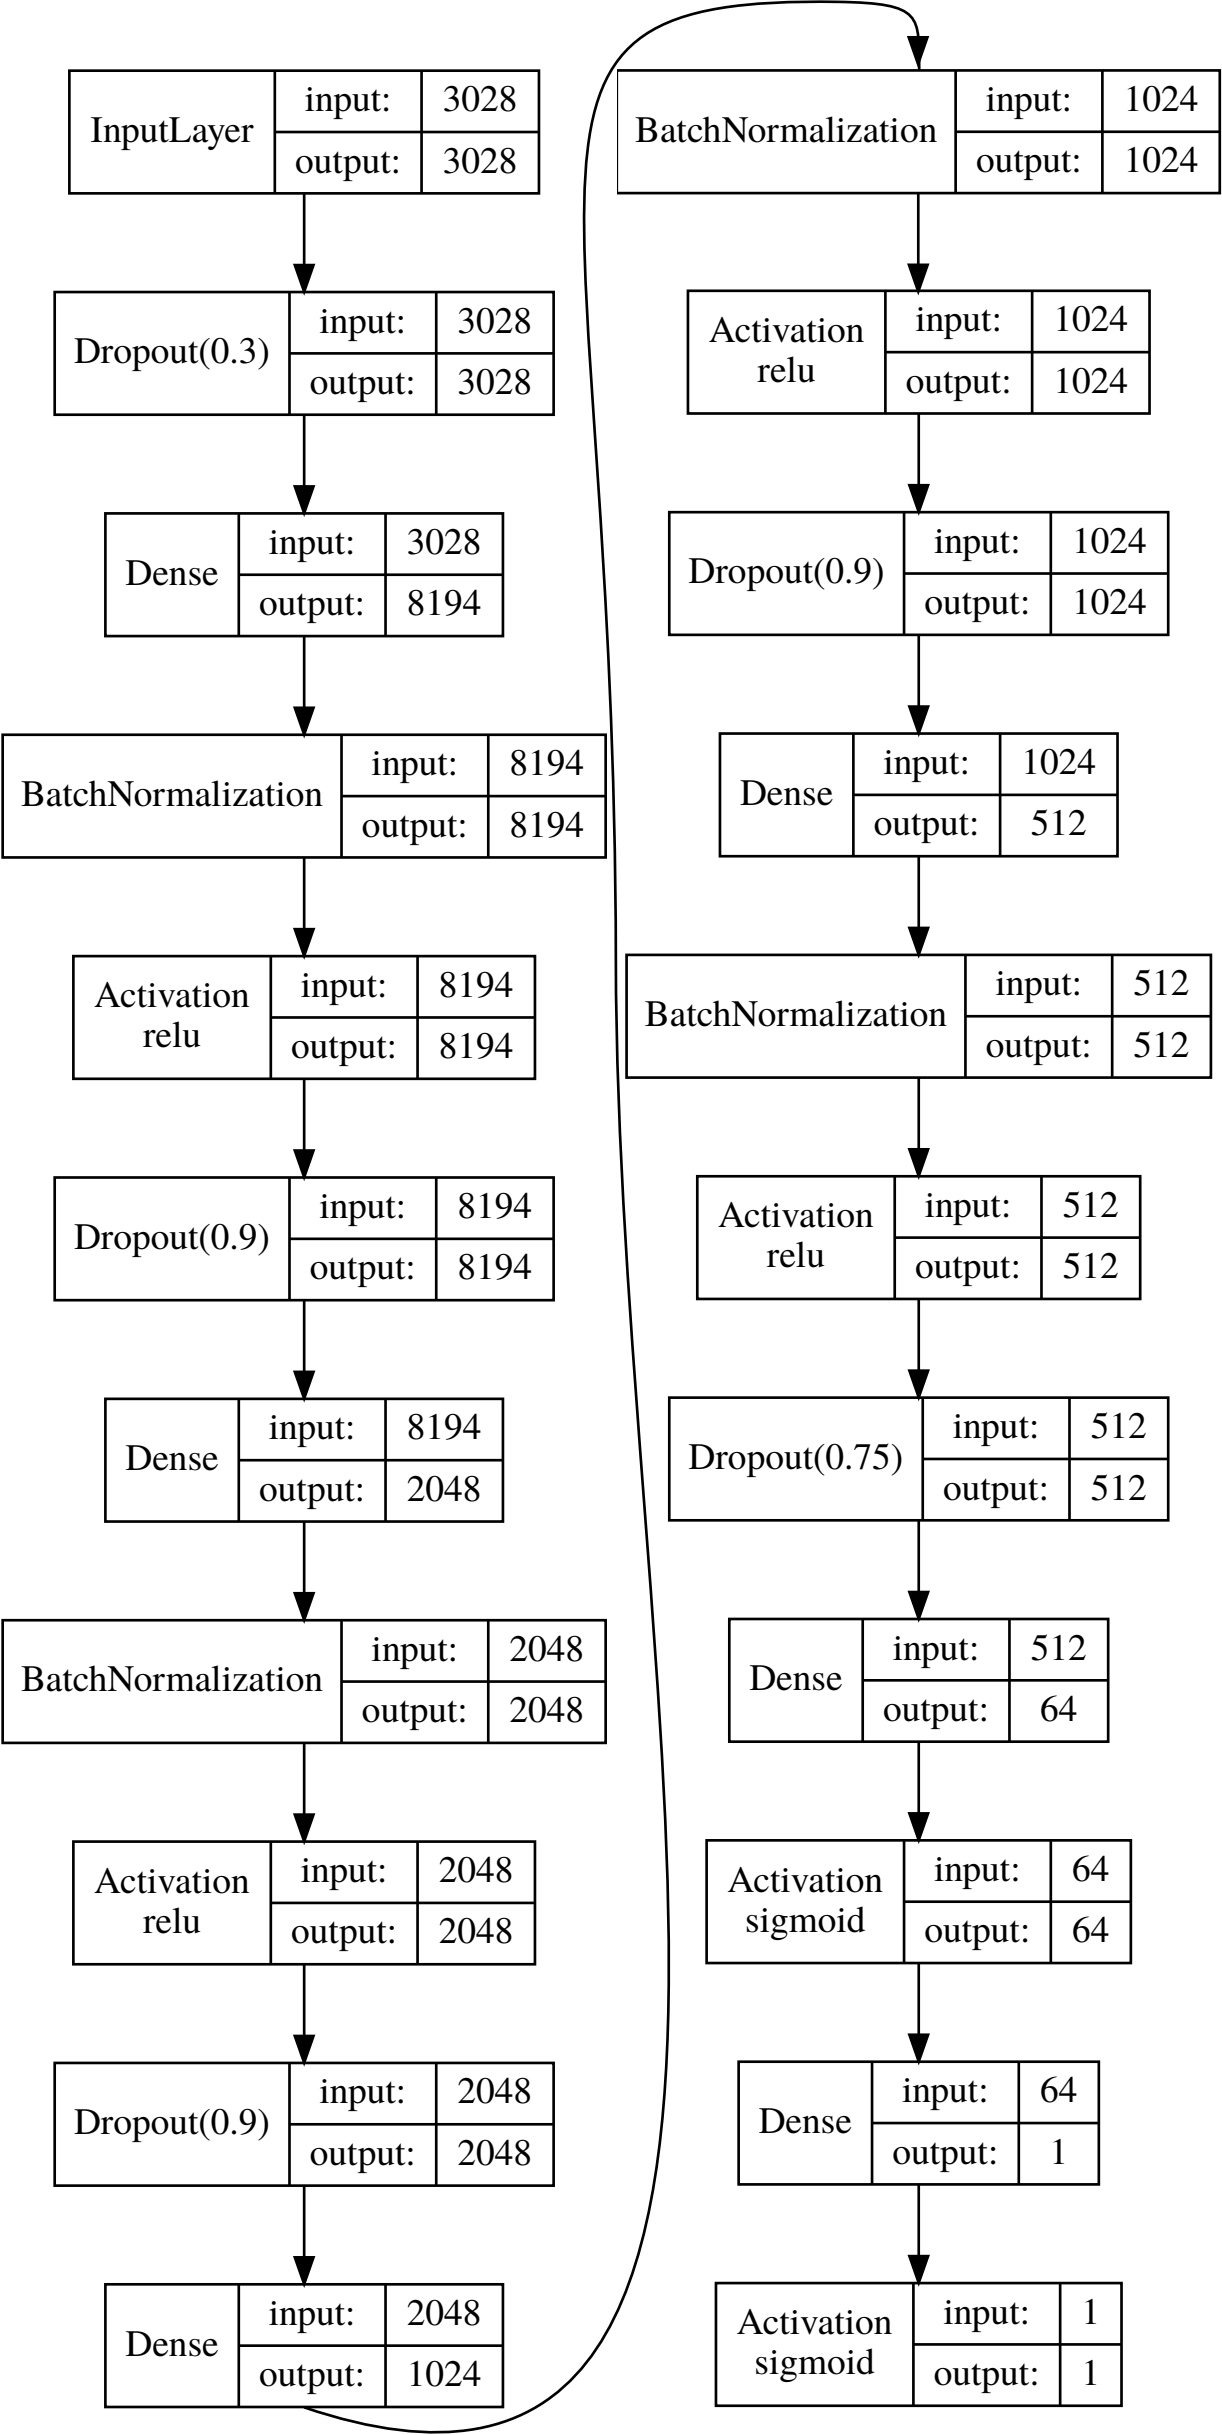 InputLayer
input: 3028
output: 3028
Dropout(0.3)
input: 3028
output: 3028
Dense
input: 3028
output: 8194
BatchNormalization
input: 8194
output: 8194
Activation
relu
input: 8194
output: 8194
Dropout(0.9)
input: 8194
output: 8194
Dense
input: 8194
output: 2048
BatchNormalization
input: 2048
output: 2048
Activation
relu
input: 2048
output: 2048
Dropout(0.9)
input: 2048
output: 2048
Dense
input: 2048
output: 1024
BatchNormalization
input: 1024
output: 1024
Activation
relu
input: 1024
output: 1024
Dropout(0.9)
input: 1024
output: 1024
Dense
input: 1024
output: 512
BatchNormalization
input: 512
output: 512
Activation
relu
input: 512
output: 512
Dropout(0.75)
input: 512
output: 512
Dense
input: 512
output: 64
Activation
sigmoid
input: 64
output: 64
Dense
input: 64
output: 1
Activation
sigmoid
input: 1
output: 1